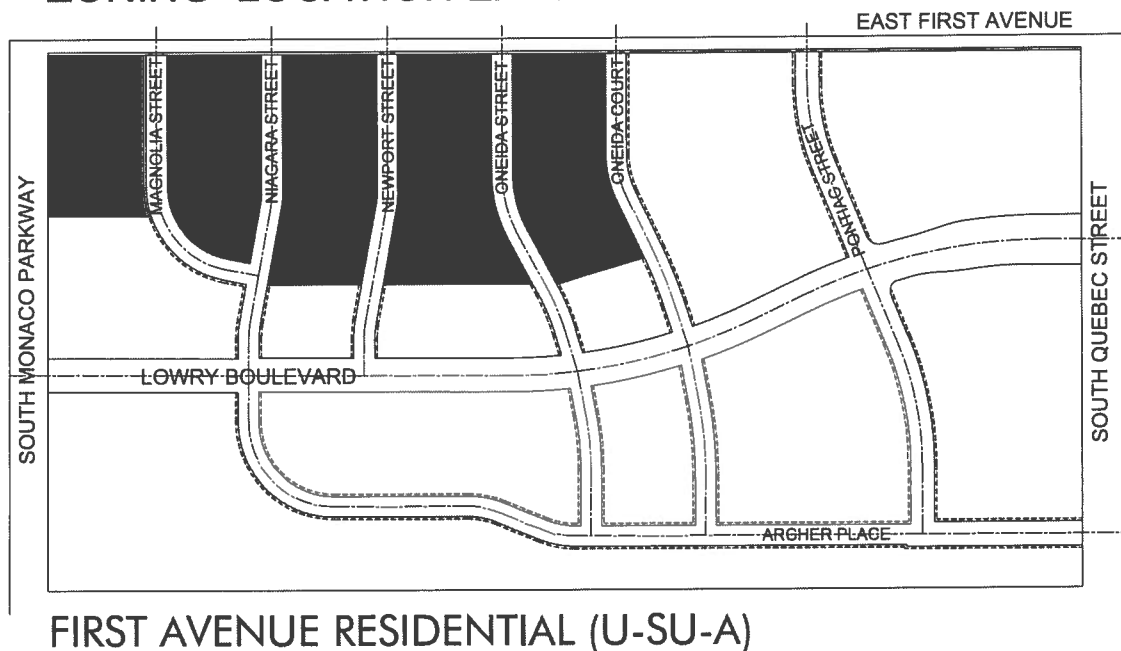 EAST FIRST AVENUE
MAGNOLIA STREET
NIAGARA STREET
NEWPORT STREET
ONEIDA STREET
ONEIDA COURT
PONTIAC STREET
SOUTH MONACO PARKWAY
SOUTH QUEBEC STREET
LOWRY BOULEVARD
ARCHER PLACE
FIRST AVENUE RESIDENTIAL (U-SU-A)